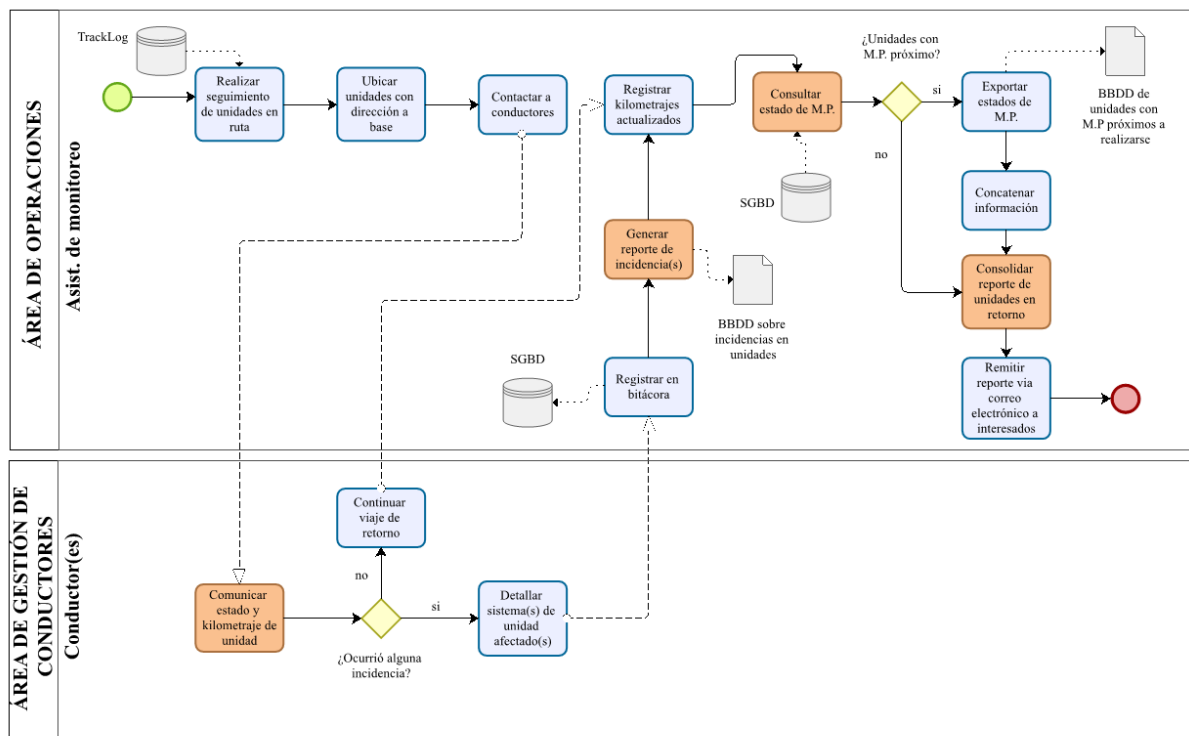 ÁREA DE OPERACIONES
Asist. de monitoreo
TrackLog
Realizar
seguimiento
de unidades en
ruta
Ubicar
unidades con
dirección a
base
Contactar a
conductores
Registrar
kilometrajes
actualizados
Consultar
estado de M.P.
SGBD
¿Unidades con
M.P. próximo?
si
no
Exportar
estados de
M.P.
BBDD de
unidades con
M.P próximos a
realizarse
Concatenar
información
Generar
reporte de
incidencia(s)
BBDD sobre
incidencias en
unidades
Consolidar
reporte de
unidades en
retorno
SGBD
Registrar en
bitácora
Remitir
reporte via
correo
electrónico a
interesados
ÁREA DE GESTIÓN DE
CONDUCTORES
Conductor(es)
Continuar
viaje de
retorno
no
Comunicar
estado y
kilometraje de
unidad
si
¿Ocurrió alguna
incidencia?
Detallar
sistema(s) de
unidad
afectado(s)